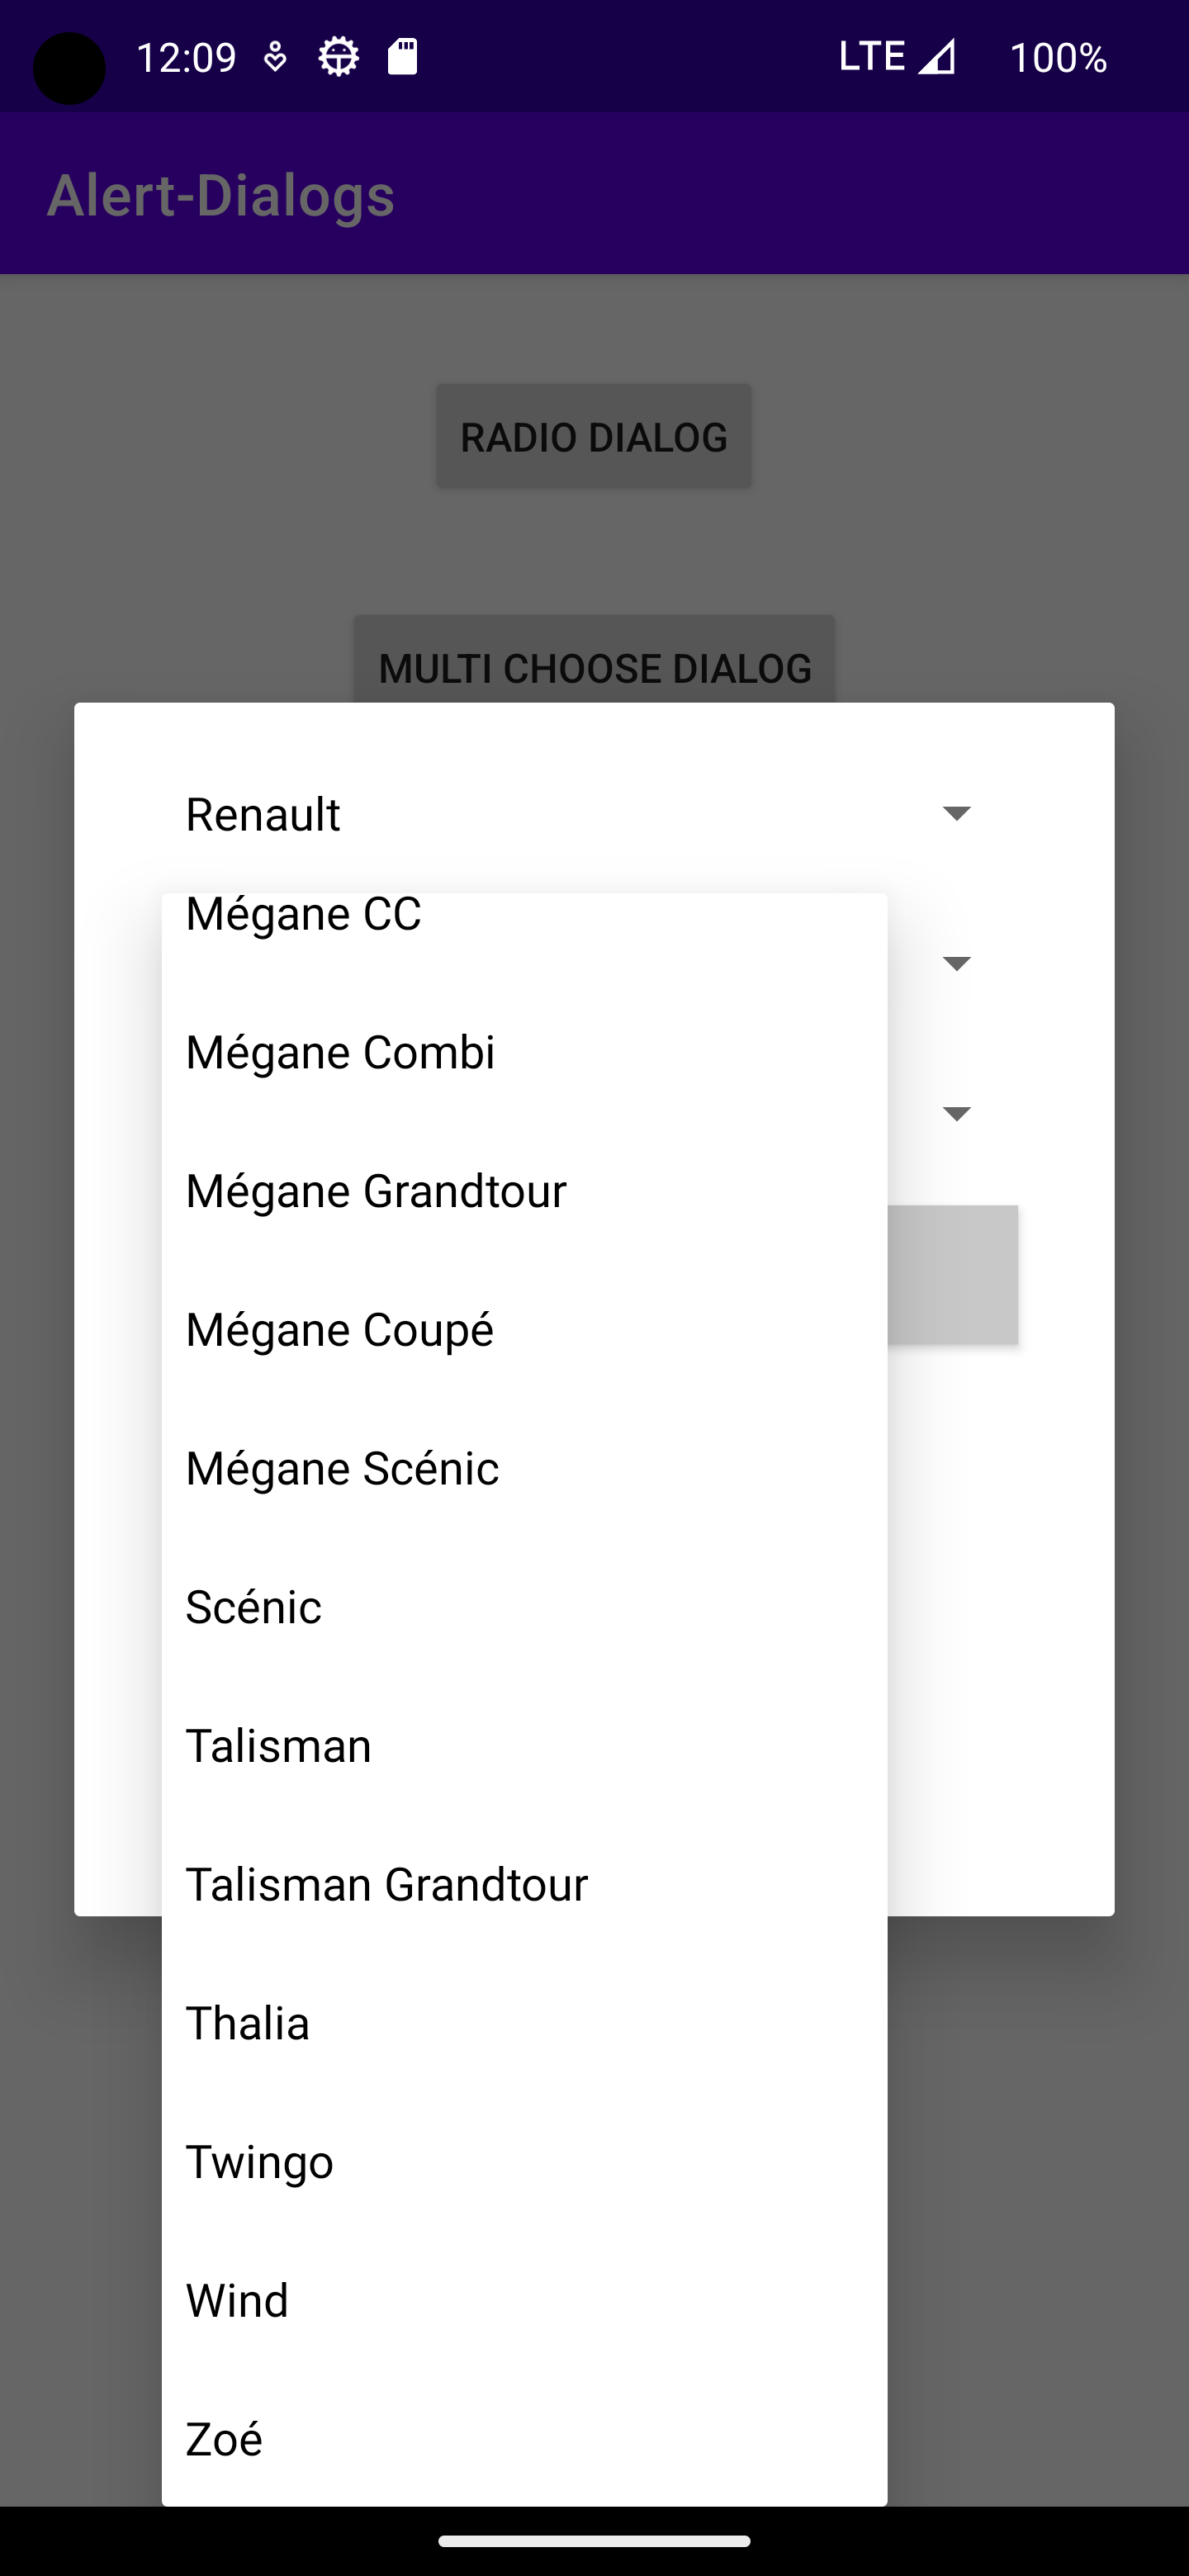 12:09 LTE 100%
Alert-Dialogs
RADIO DIALOG
MULTI CHOOSE DIALOG
Renault
Mégane CC
Mégane Combi
Mégane Grandtour
Mégane Coupé
Mégane Scénic
Scénic
Talisman
Talisman Grandtour
Thalia
Twingo
Wind
Zoé